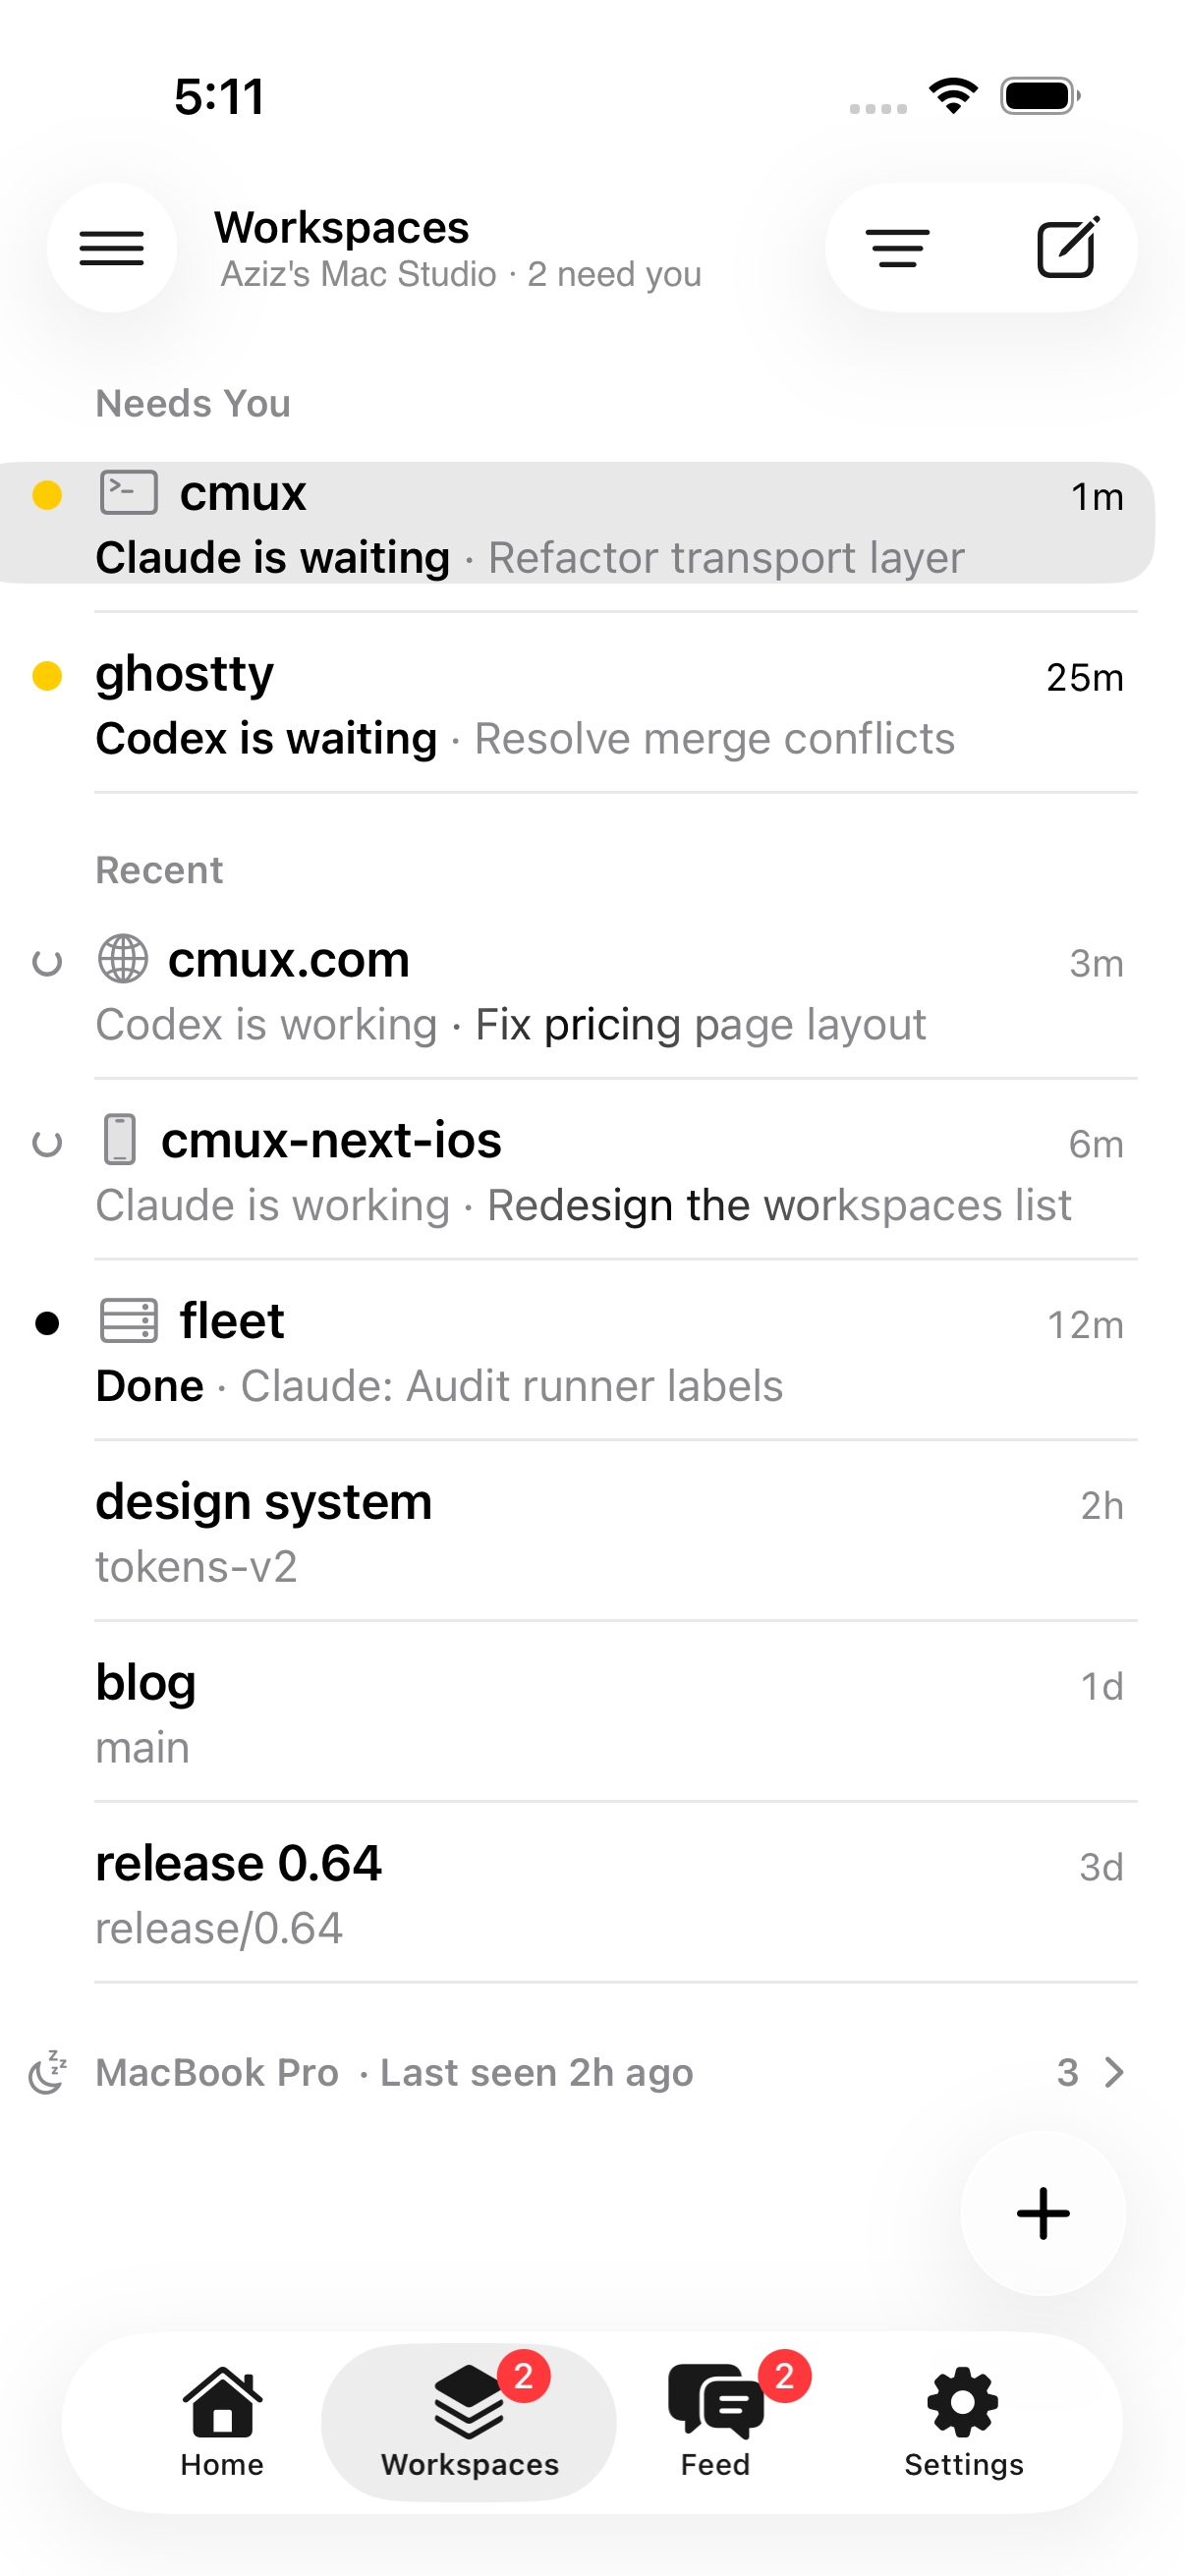 5:11
Workspaces
Aziz's Mac Studio · 2 need you
Needs You
cmux 1m
Claude is waiting · Refactor transport layer
ghostty 25m
Codex is waiting · Resolve merge conflicts
Recent
cmux.com 3m
Codex is working · Fix pricing page layout
cmux-next-ios 6m
Claude is working · Redesign the workspaces list
fleet 12m
Done · Claude: Audit runner labels
design system 2h
tokens-v2
blog 1d
main
release 0.64 3d
release/0.64
MacBook Pro · Last seen 2h ago 3
2 2
Home Workspaces Feed Settings